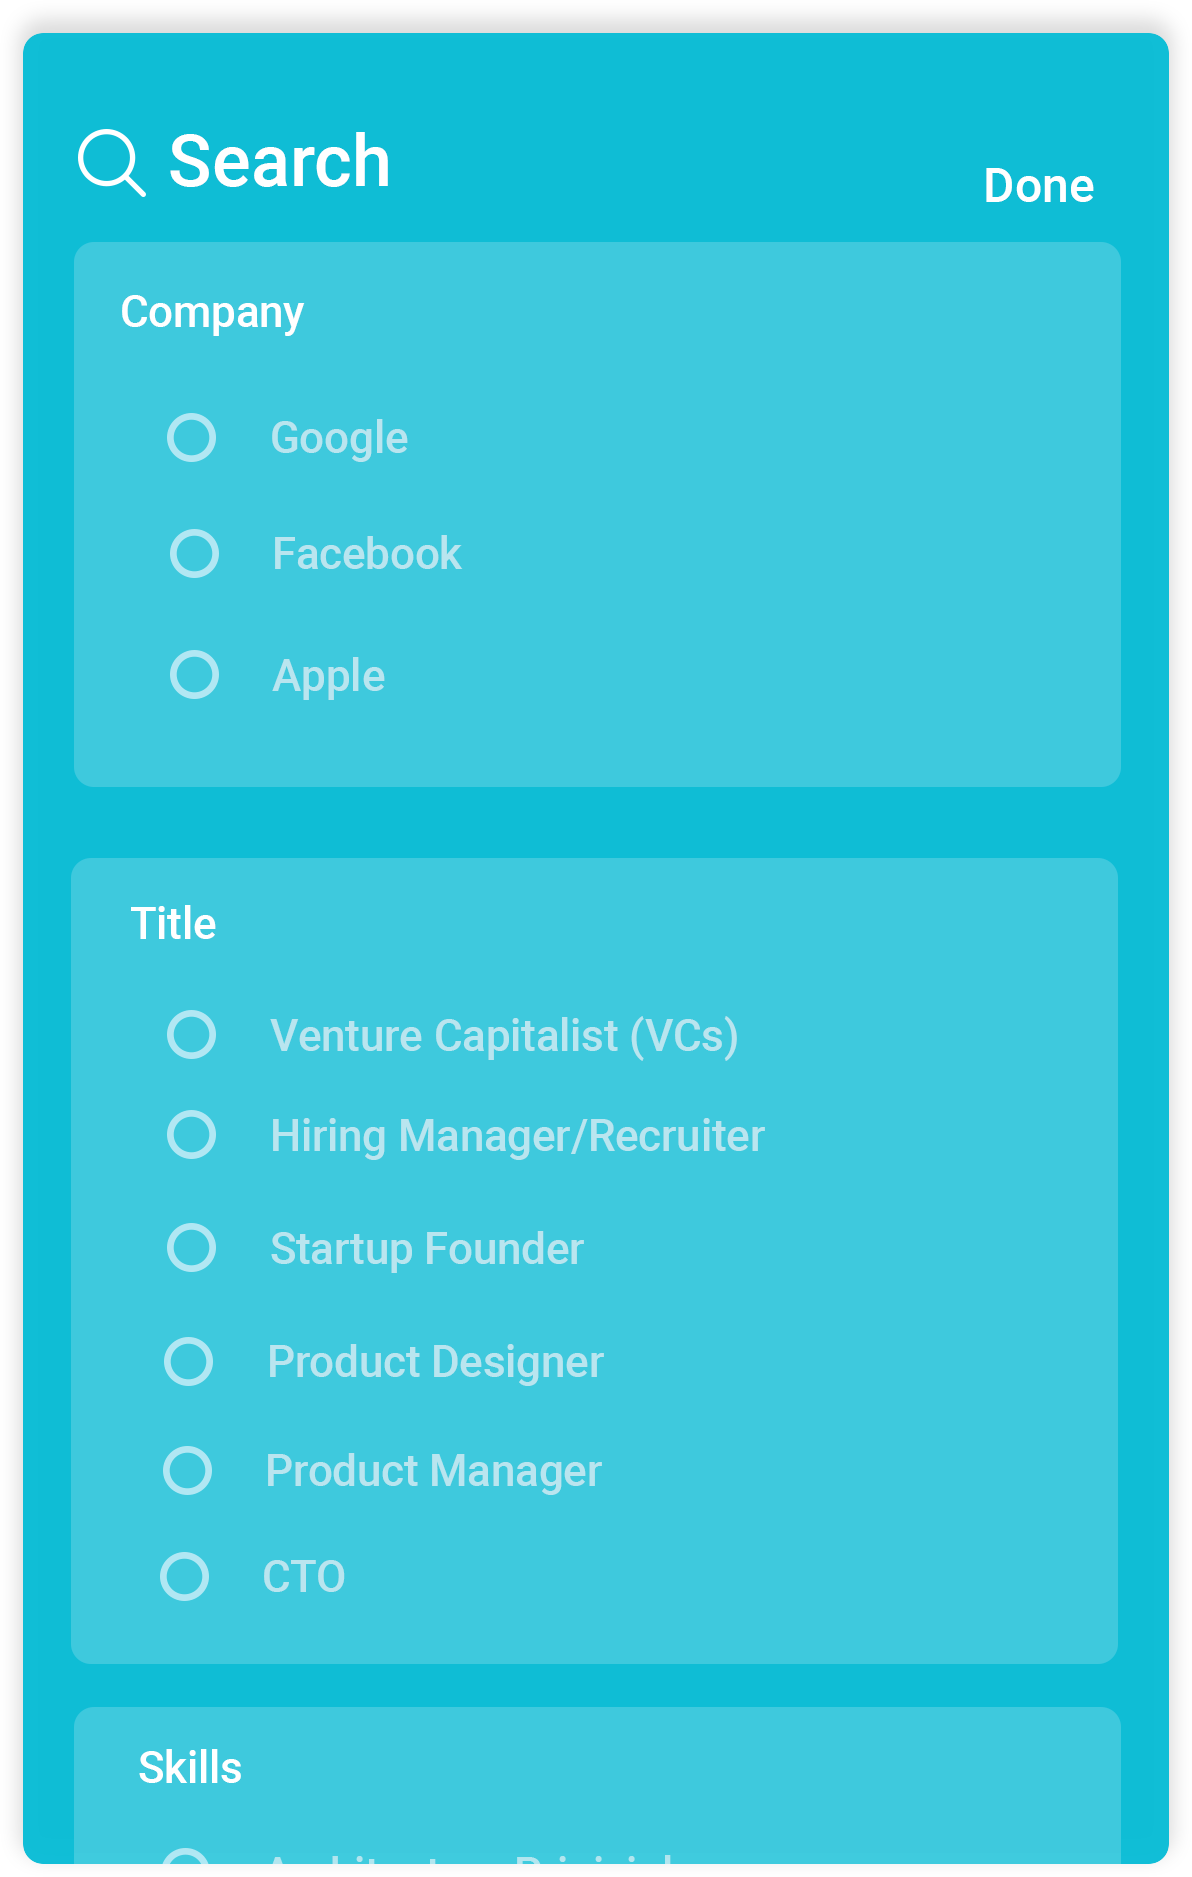 Search
Done
Company
Google
Facebook
Apple
Title
Venture Capitalist (VCs)
Hiring Manager/Recruiter
Startup Founder
Product Designer
Product Manager
CTO
Skills